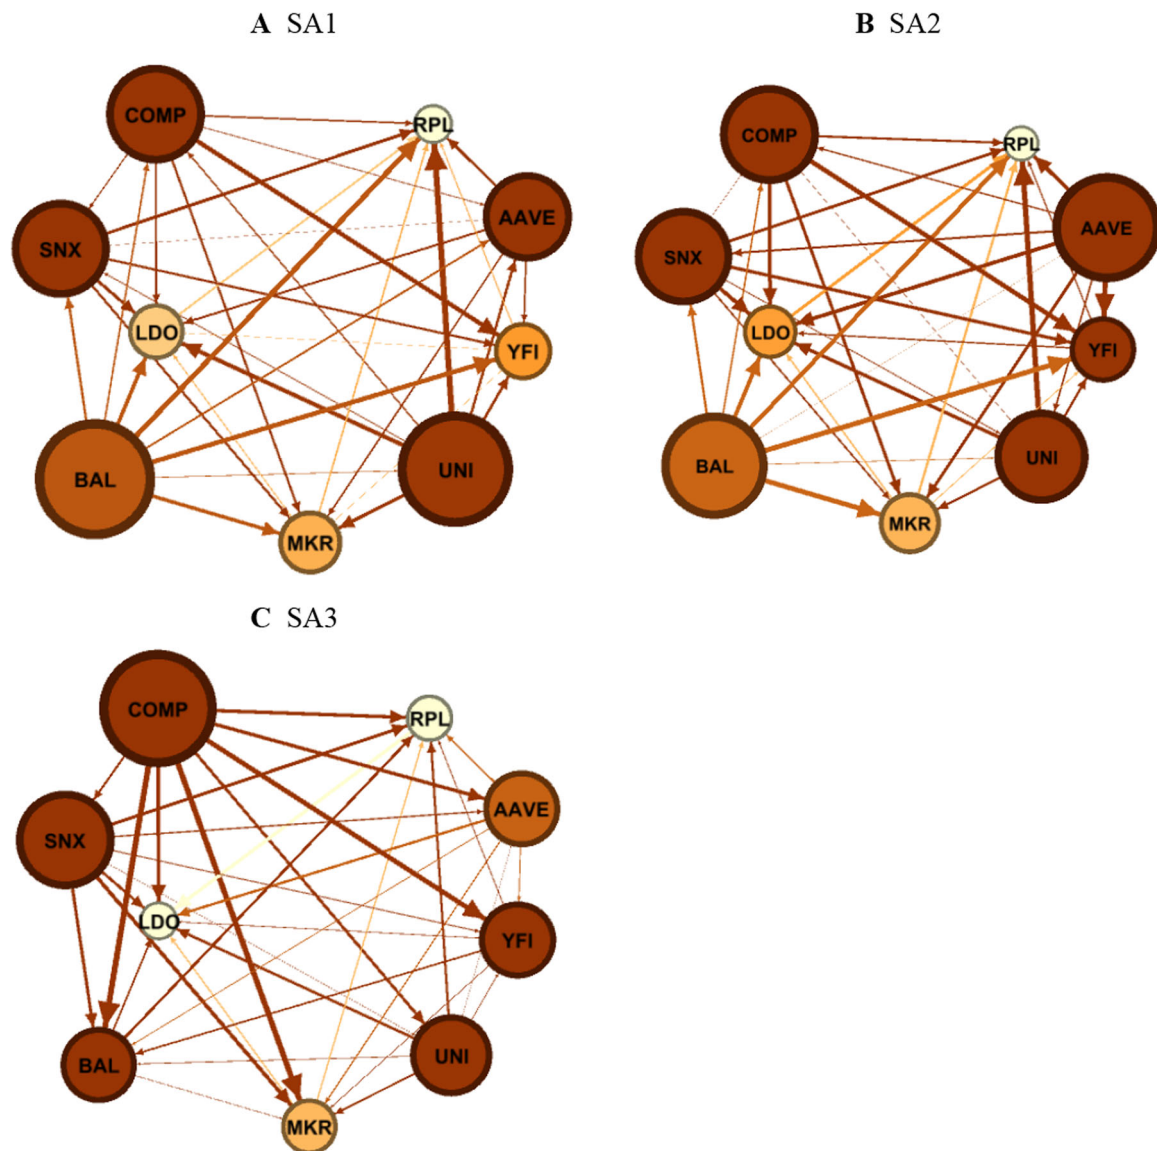 A SA1
B SA2
COMP
RPL
AAVE
SNX
LDO
YFI
BAL
UNI
MKR
COMP
RPL
AAVE
SNX
LDO
YFI
BAL
UNI
MKR
C SA3
COMP
RPL
AAVE
SNX
LDO
YFI
BAL
UNI
MKR